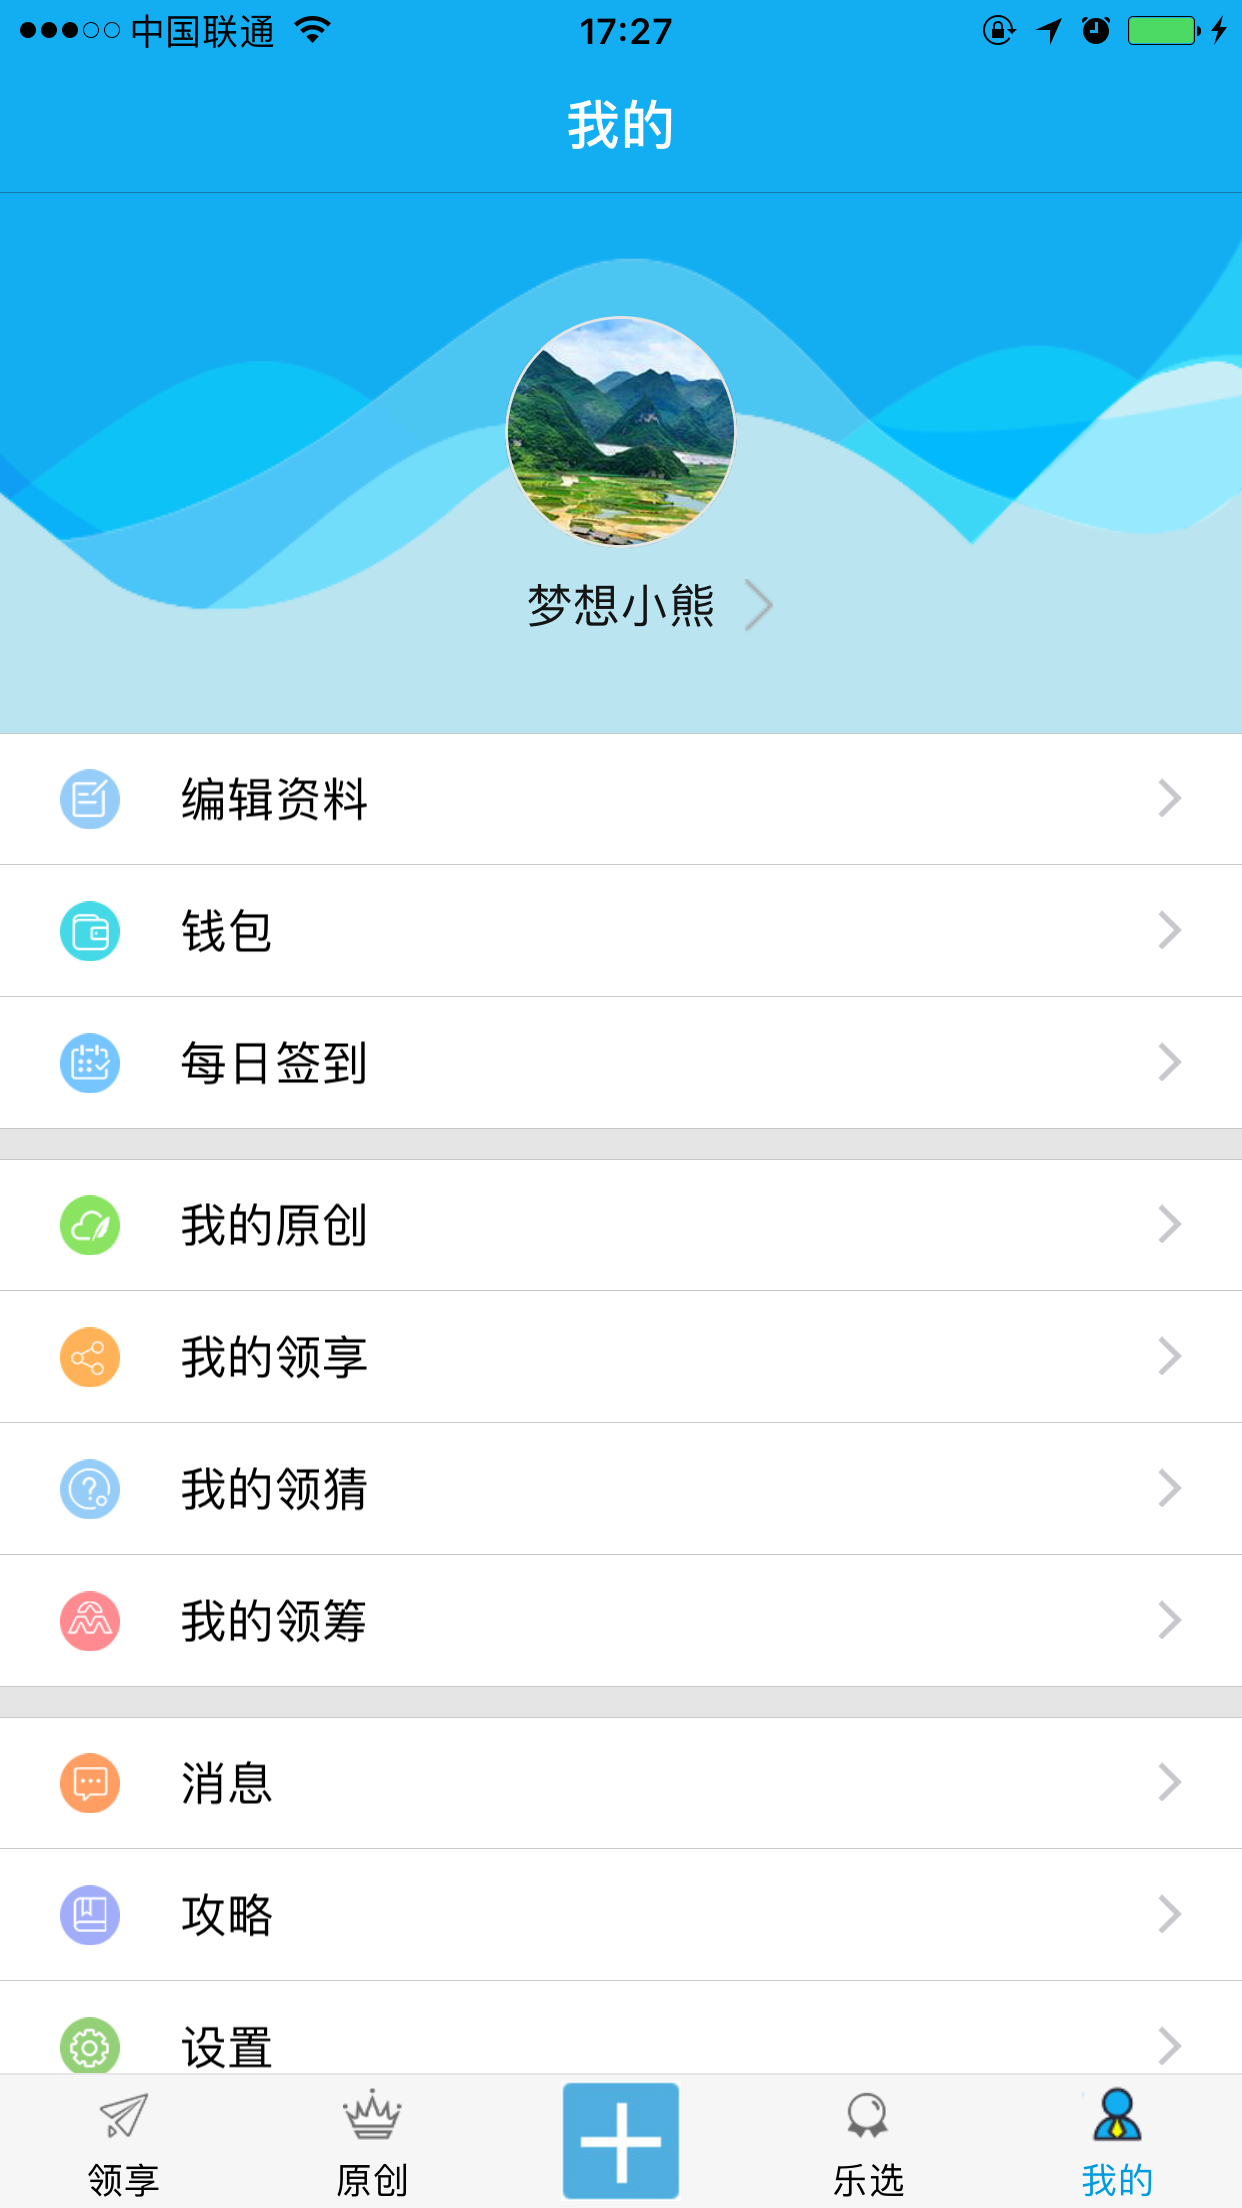 中国联通 17:27
我的
梦想小熊
编辑资料
钱包
每日签到
我的原创
我的领享
我的领猜
我的领筹
消息
攻略
设置
领享 原创 乐选 我的